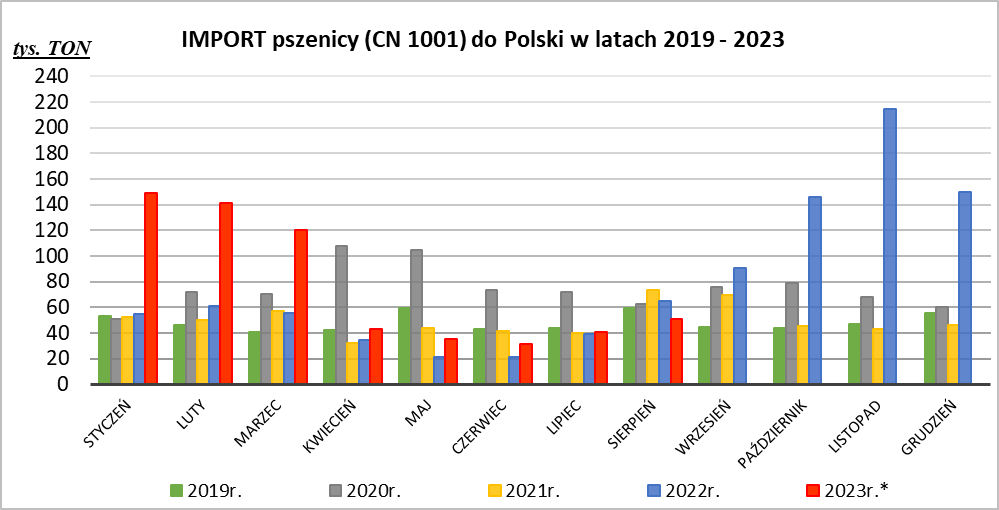 IMPORT pszenicy (CN 1001) do Polski w latach 2019 - 2023
tys. TON
240
220
200
180
160
140
120
100
80
60
40
20
0
STYCZEŃ
LUTY
MARZEC
KWIECIEŃ
MAJ
CZERWIEC
LIPIEC
SIERPIEŃ
WRZESIEŃ
PAŹDZIERNIK
LISTOPAD
GRUDZIEŃ
2019r. 2020r. 2021r. 2022r. 2023r.*